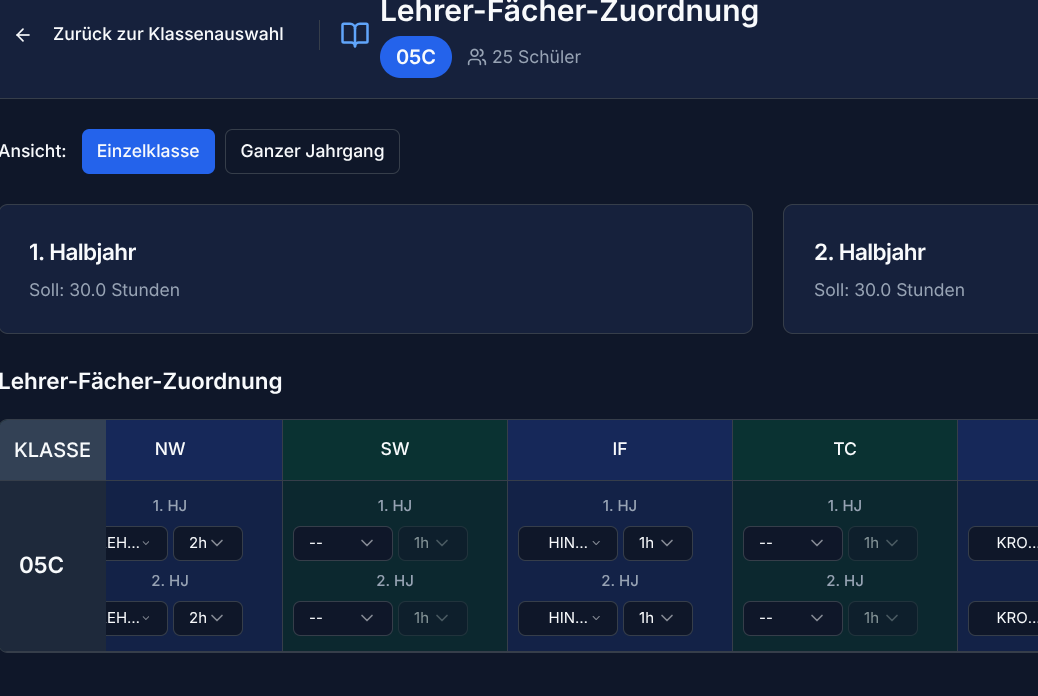 Lehrer-Fächer-Zuordnung
Zurück zur Klassenauswahl
05C
25 Schüler
Ansicht:
Einzelklasse
Ganzer Jahrgang
1. Halbjahr
Soll: 30.0 Stunden
2. Halbjahr
Soll: 30.0 Stunden
Lehrer-Fächer-Zuordnung
KLASSE NW SW IF TC
1. HJ 1. HJ 1. HJ 1. HJ
EH... 2h -- 1h HIN... 1h -- 1h KRO...
05C
2. HJ 2. HJ 2. HJ 2. HJ
EH... 2h -- 1h HIN... 1h -- 1h KRO...